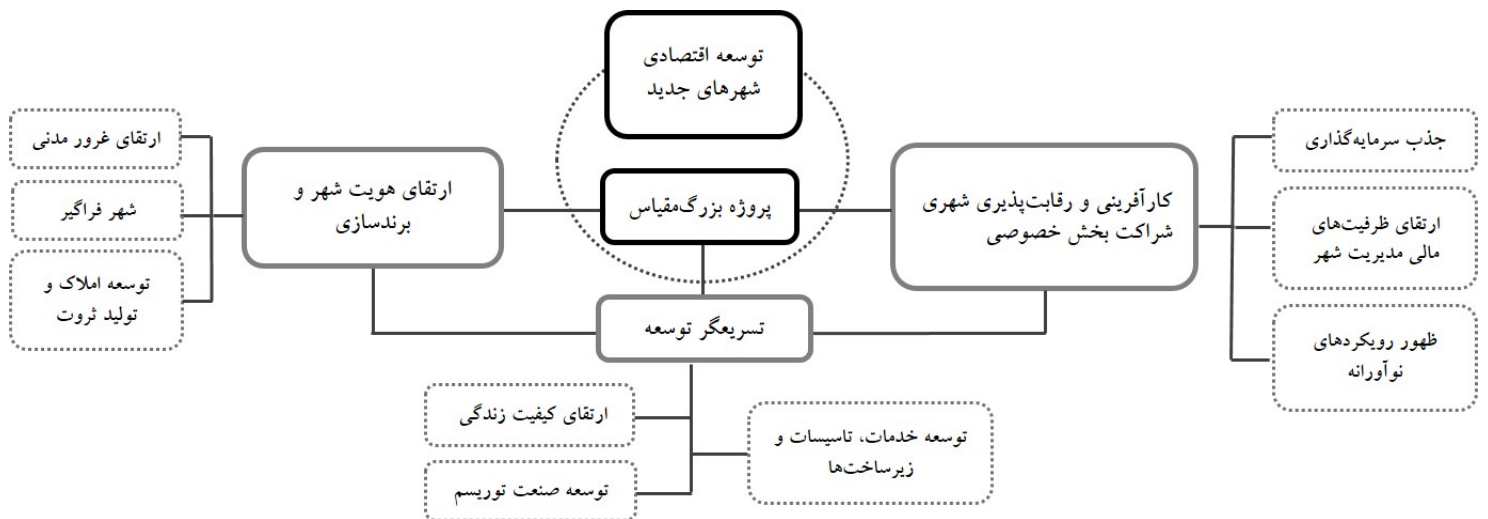 توسعه اقتصادی
شهرهای جدید
پروژه بزرگ‌مقیاس
کارآفرینی و رقابت‌پذیری شهری
شراکت بخش خصوصی
جذب سرمایه‌گذاری
ارتقای ظرفیت‌های
مالی مدیریت شهر
ظهور رویکردهای
نوآورانه
ارتقای هویت شهر و
برندسازی
ارتقای غرور مدنی
شهر فراگیر
توسعه املاک و
تولید ثروت
تسریعگر توسعه
ارتقای کیفیت زندگی
توسعه خدمات، تاسیسات و
زیرساخت‌ها
توسعه صنعت توریسم